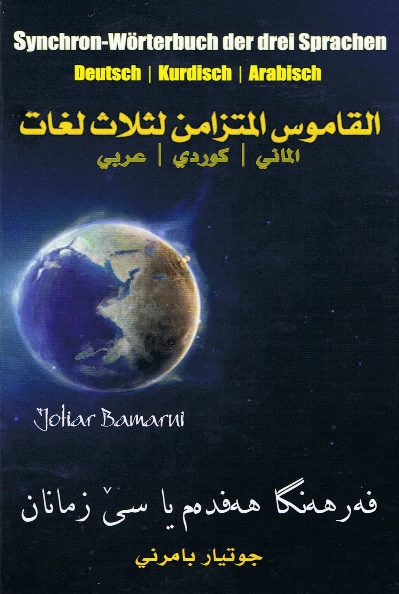 Synchron-Wörterbuch der drei Sprachen
Deutsch | Kurdisch | Arabisch
القاموس المتزامن لثلاث لغات
الماني | كوردي | عربي
Jotiar Bamarni
فەرهەنگا هەڤدەم یا سێ زمانان
جوتيار بامرني